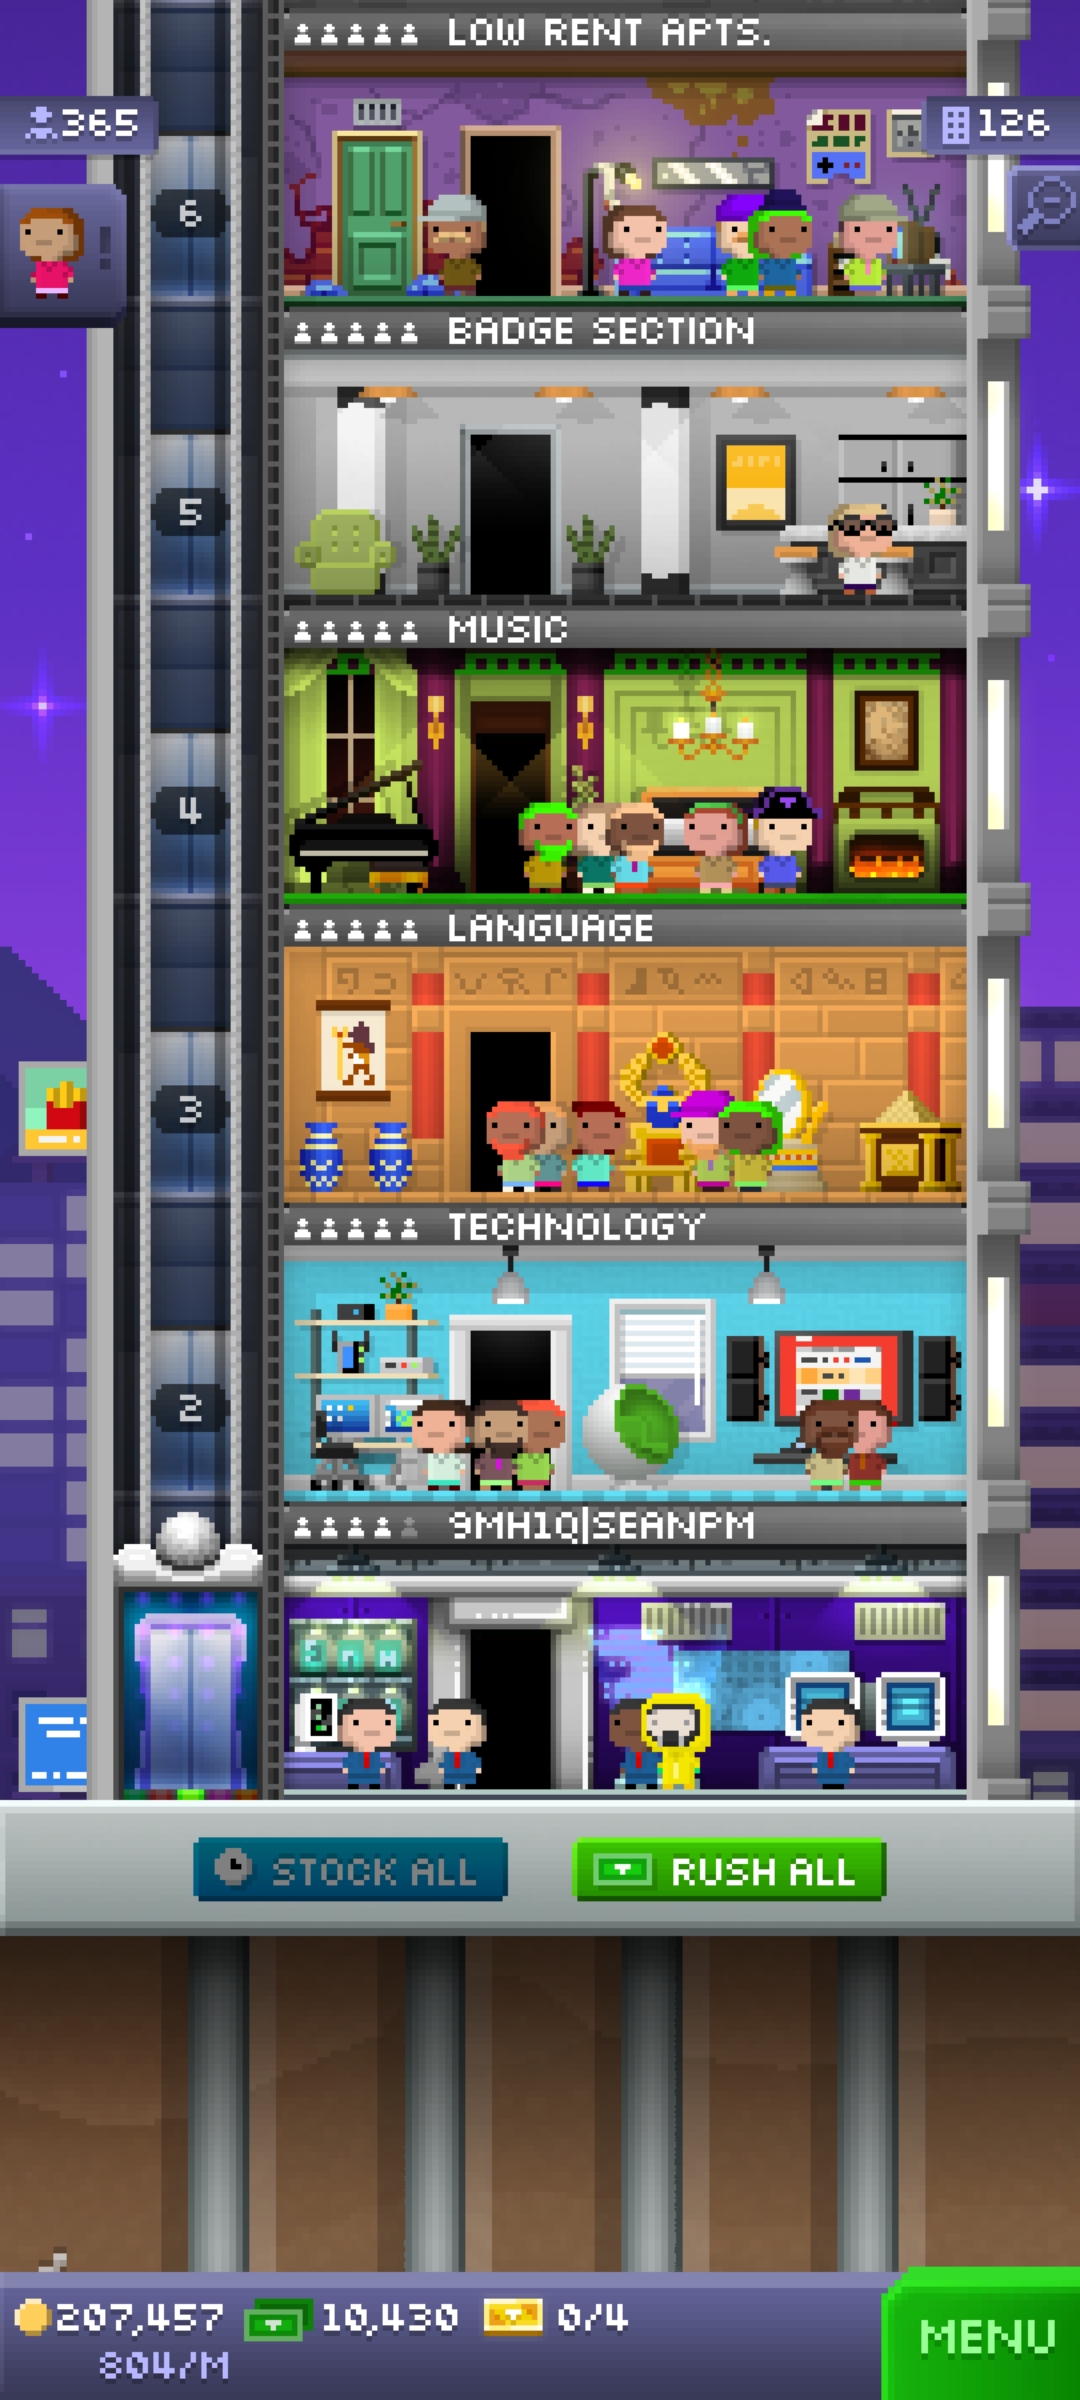 LOW RENT APTS.
365
126
6
BADGE SECTION
5
MUSIC
4
LANGUAGE
3
TECHNOLOGY
2
9MH1Q|SEANPM
STOCK ALL
RUSH ALL
207,457
10,430
0/4
804/M
MENU